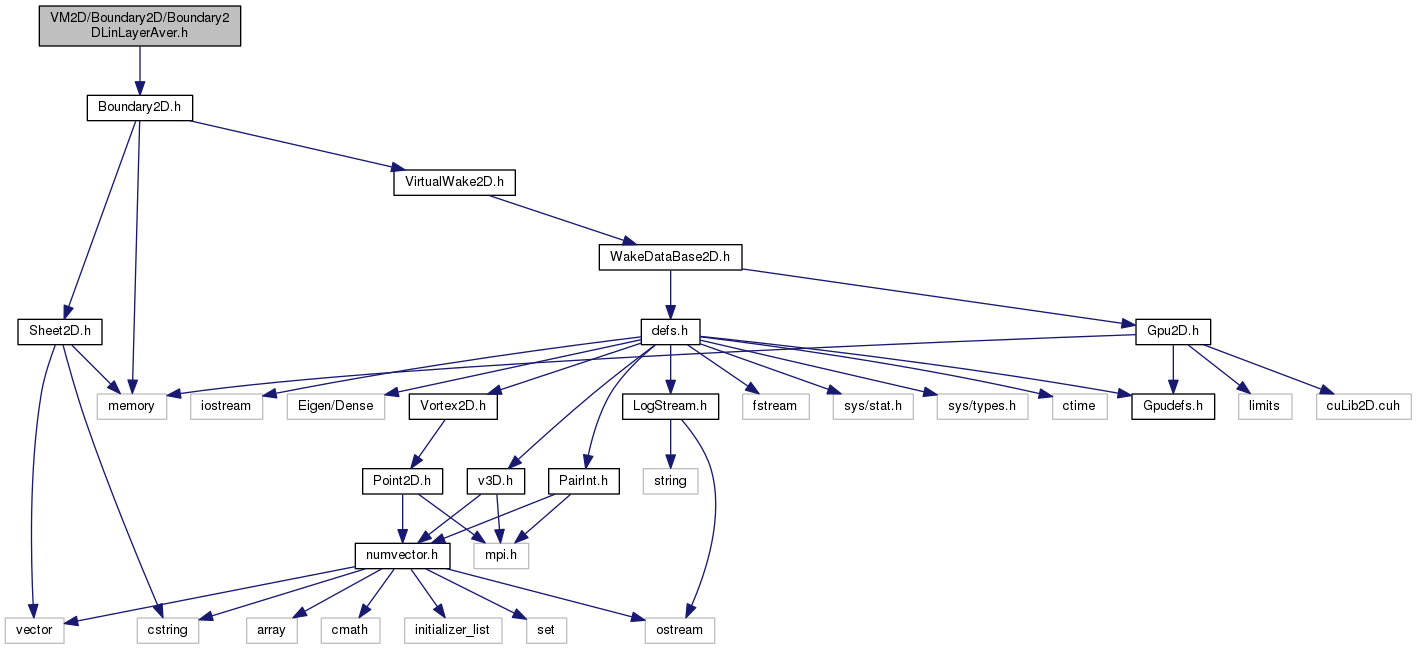 VM2D/Boundary2D/Boundary2
DLinLayerAver.h
Boundary2D.h
VirtualWake2D.h
WakeDataBase2D.h
Sheet2D.h
defs.h
Gpu2D.h
memory
iostream
Eigen/Dense
Vortex2D.h
LogStream.h
fstream
sys/stat.h
sys/types.h
ctime
Gpudefs.h
limits
cuLib2D.cuh
Point2D.h
v3D.h
PairInt.h
string
numvector.h
mpi.h
vector
cstring
array
cmath
initializer_list
set
ostream